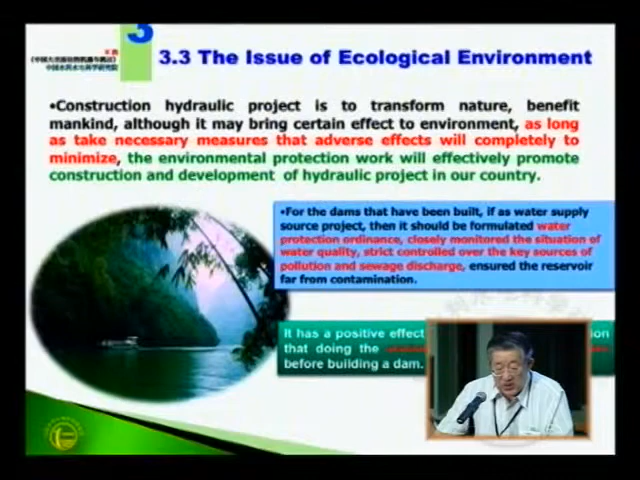 3
3.3 The Issue of Ecological Environment
•Construction hydraulic project is to transform nature, benefit
mankind, although it may bring certain effect to environment, as long
as take necessary measures that adverse effects will completely to
minimize, the environmental protection work will effectively promote
construction and development of hydraulic project in our country.
•For the dams that have been built, if as water supply
source project, then it should be formulated water
protection ordinance, closely monitored the situation of
water quality, strict controlled over the key sources of
pollution and sewage discharge, ensured the reservoir
far from contamination.
It has a positive effect
that doing the
before building a dam.